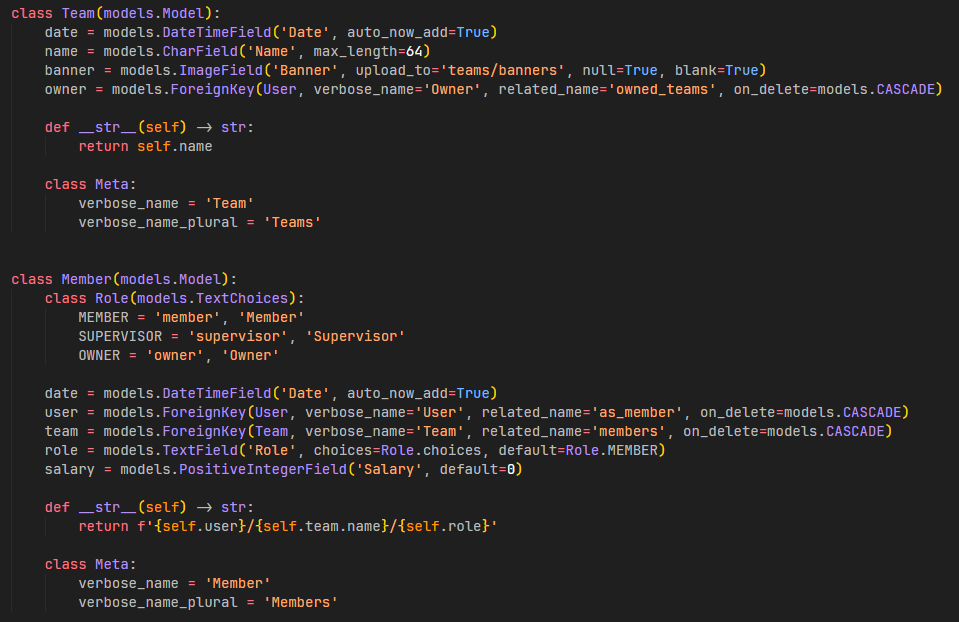 class Team(models.Model):
    date = models.DateTimeField('Date', auto_now_add=True)
    name = models.CharField('Name', max_length=64)
    banner = models.ImageField('Banner', upload_to='teams/banners', null=True, blank=True)
    owner = models.ForeignKey(User, verbose_name='Owner', related_name='owned_teams', on_delete=models.CASCADE)
    def __str__(self) -> str:
        return self.name
    class Meta:
        verbose_name = 'Team'
        verbose_name_plural = 'Teams'
class Member(models.Model):
    class Role(models.TextChoices):
        MEMBER = 'member', 'Member'
        SUPERVISOR = 'supervisor', 'Supervisor'
        OWNER = 'owner', 'Owner'
    date = models.DateTimeField('Date', auto_now_add=True)
    user = models.ForeignKey(User, verbose_name='User', related_name='as_member', on_delete=models.CASCADE)
    team = models.ForeignKey(Team, verbose_name='Team', related_name='members', on_delete=models.CASCADE)
    role = models.TextField('Role', choices=Role.choices, default=Role.MEMBER)
    salary = models.PositiveIntegerField('Salary', default=0)
    def __str__(self) -> str:
        return f'{self.user}/{self.team.name}/{self.role}'
    class Meta:
        verbose_name = 'Member'
        verbose_name_plural = 'Members'